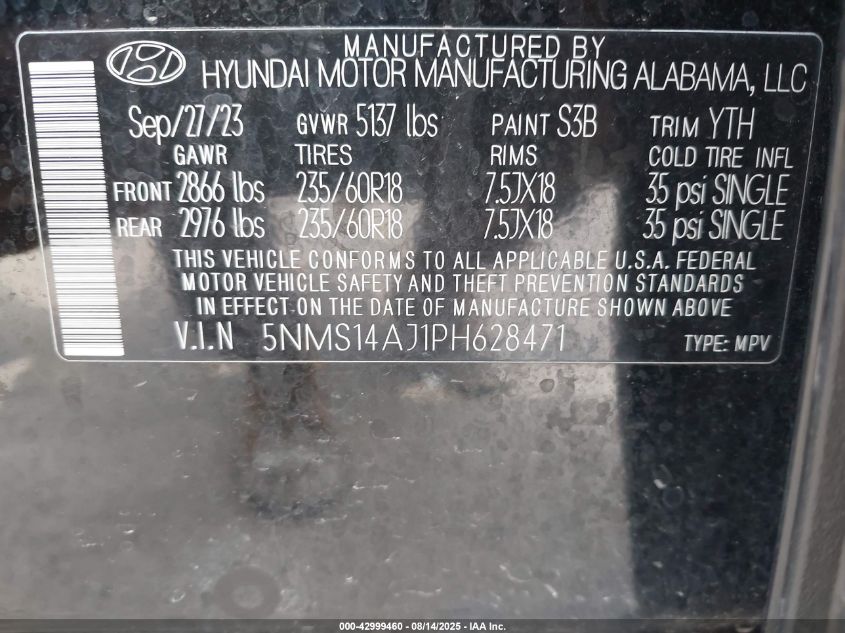 MANUFACTURED BY
HYUNDAI MOTOR MANUFACTURING ALABAMA, LLC
Sep/27/23 GVWR 5137 lbs PAINT S3B TRIM YTH
GAWR TIRES RIMS COLD TIRE INFL
FRONT 2866 lbs 235/60R18 7.5JX18 35 psi SINGLE
REAR 2976 lbs 235/60R18 7.5JX18 35 psi SINGLE
THIS VEHICLE CONFORMS TO ALL APPLICABLE U.S.A. FEDERAL
MOTOR VEHICLE SAFETY AND THEFT PREVENTION STANDARDS
IN EFFECT ON THE DATE OF MANUFACTURE SHOWN ABOVE
V.I.N 5NMS14AJ1PH628471 TYPE: MPV
000-42999460 - 08/14/2025 - IAA Inc.